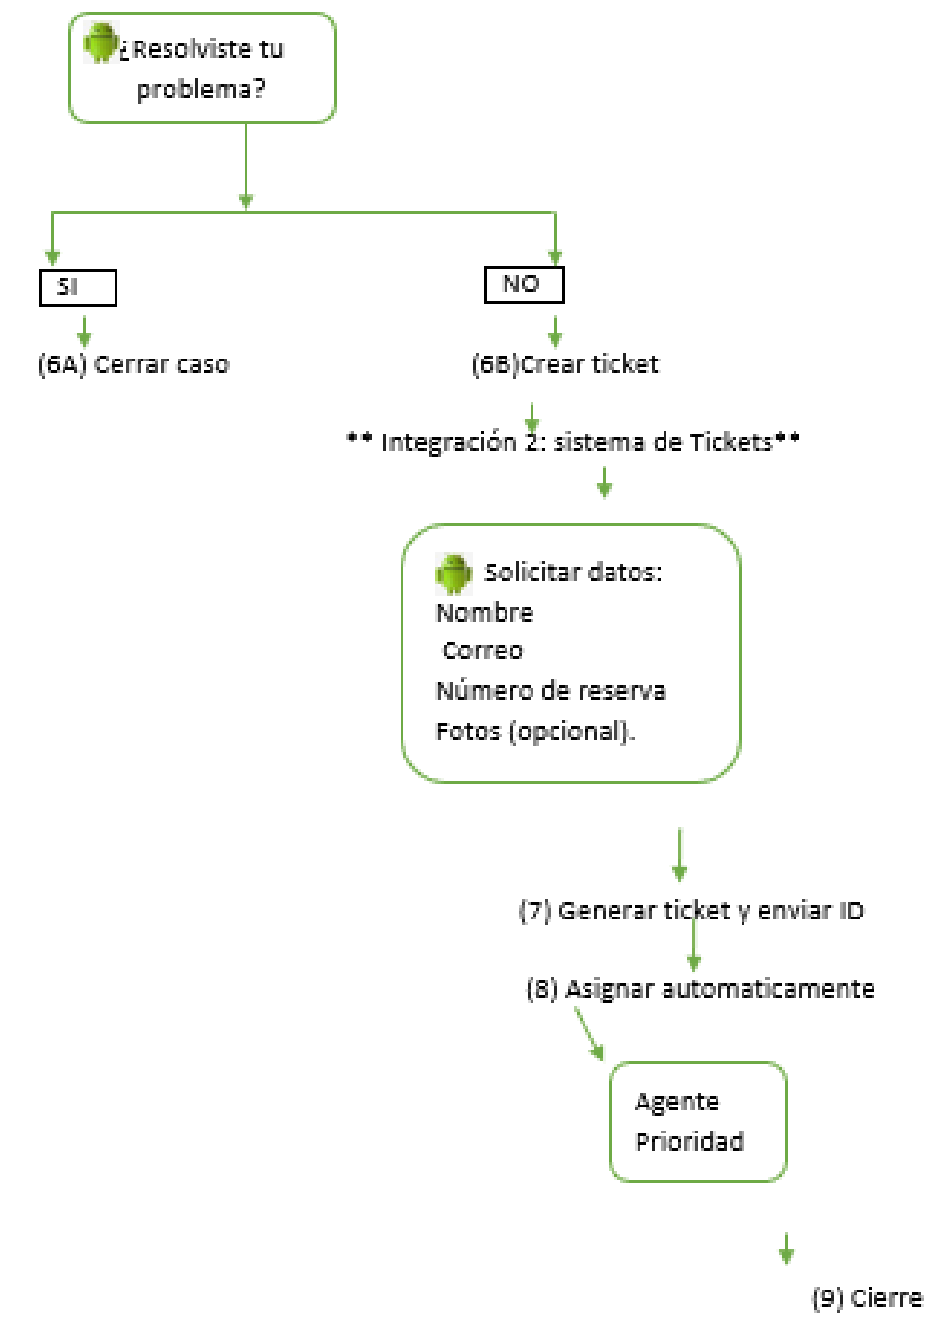 ¿Resolviste tu
problema?
SI
NO
(6A) Cerrar caso
(6B)Crear ticket
** Integración 2: sistema de Tickets**
Solicitar datos:
Nombre
Correo
Número de reserva
Fotos (opcional).
(7) Generar ticket y enviar ID
(8) Asignar automaticamente
Agente
Prioridad
(9) Cierre